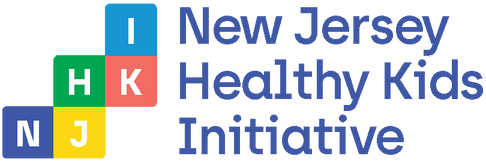 I
H K
N J
New Jersey
Healthy Kids
Initiative